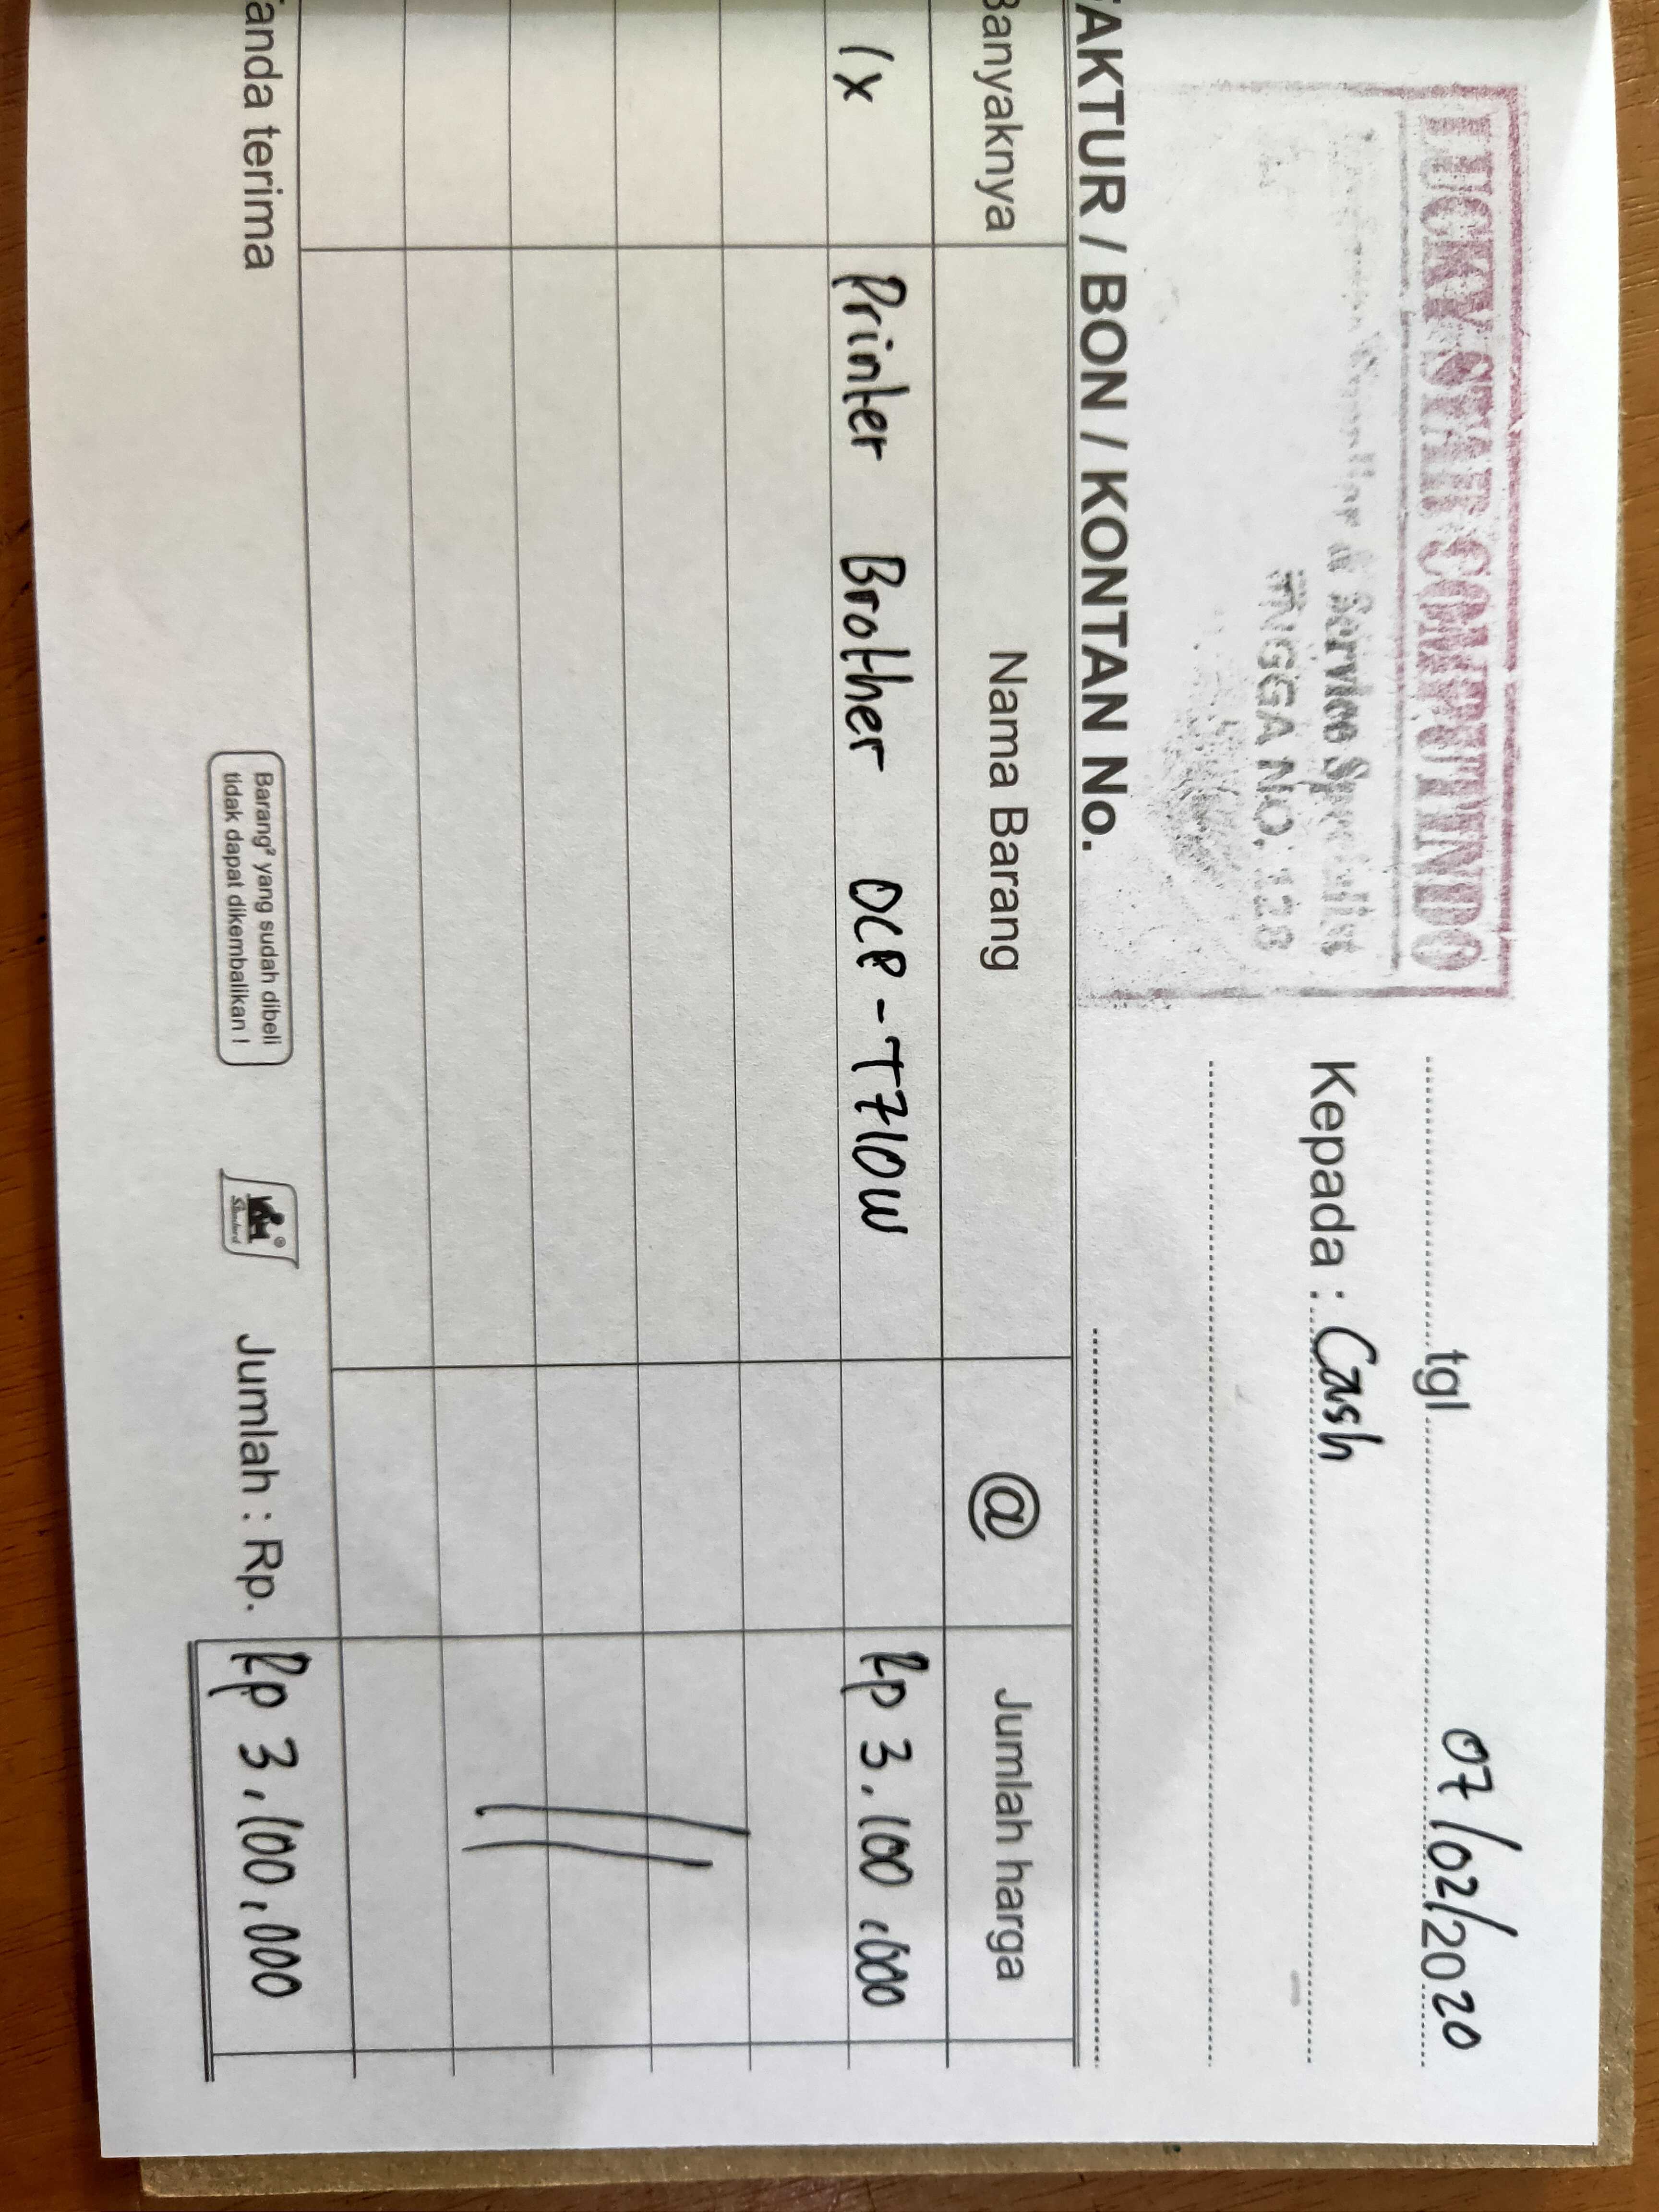 LUCKY STAR COMPUTINDO
& Service Specialist
NGGA NO. 128
tgl. 07/02/2020
Kepada : Cash
FAKTUR / BON / KONTAN No.
Banyaknya Nama Barang @ Jumlah harga
1x Printer Brother DCP-T710W Rp 3.100.000
Tanda terima
Barang² yang sudah dibeli
tidak dapat dikembalikan !
Jumlah : Rp. Rp 3.100.000